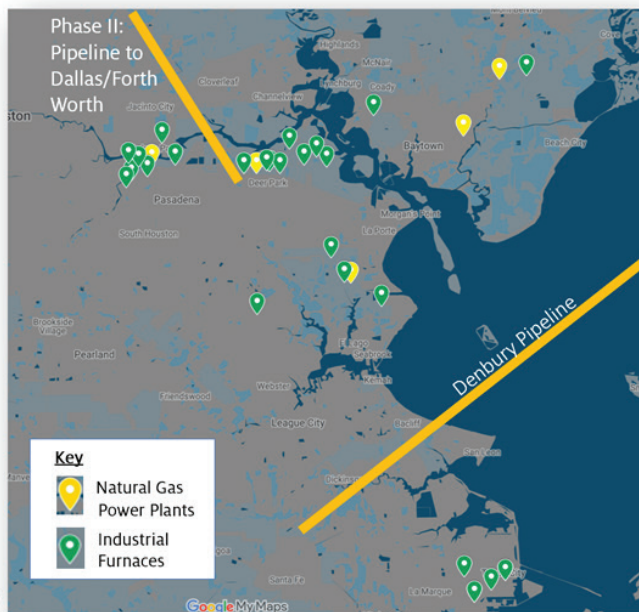 Phase II:
Pipeline to
Dallas/Forth
Worth
Highlands
McNair
Cove
Cloverleaf
Lynchburg
Coady
Channelview
Jacinto City
ston
Baytown
Beach City
Deer Park
Pasadena
Morgan's Point
South Houston
La Porte
Denbury Pipeline
Brookside
Village
Pearland
El Lago
Seabrook
Kemah
Webster
Friendswood
League City
Bacliff
San Leon
Dickinson
Key
Natural Gas
Power Plants
Industrial
Furnaces
Santa Fe
La Marque
Google My Maps